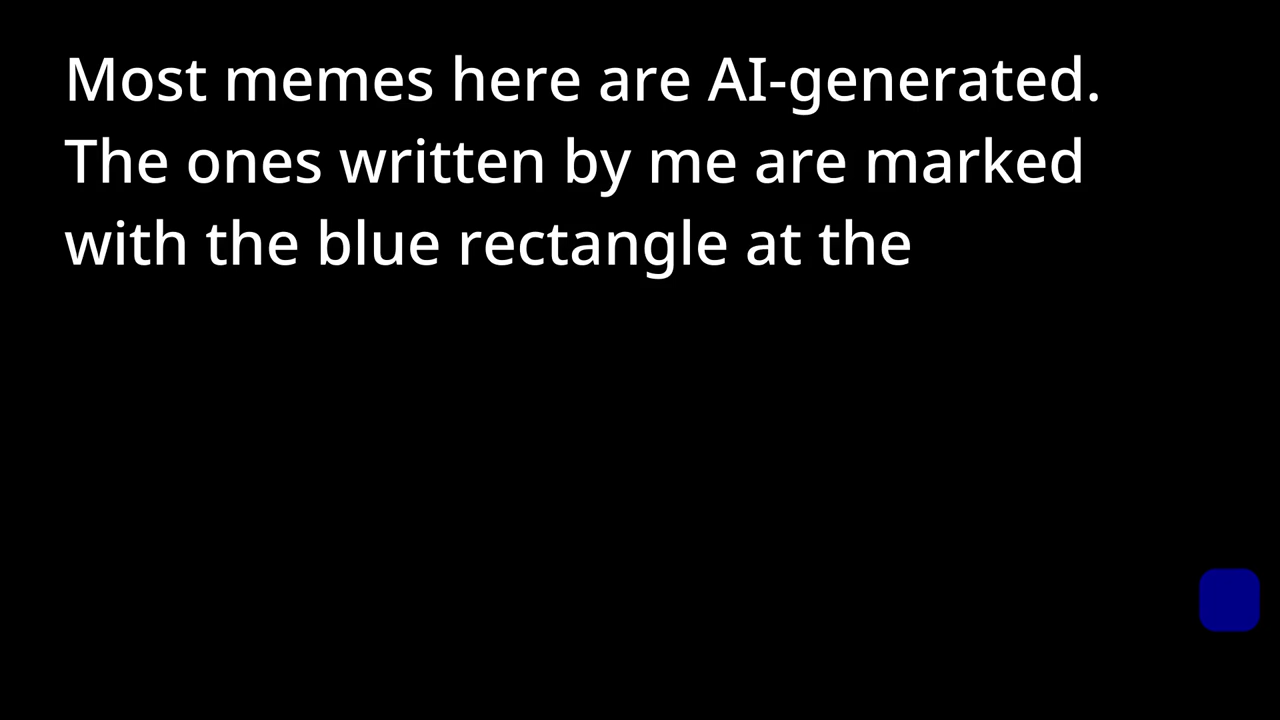 Most memes here are AI-generated.
The ones written by me are marked
with the blue rectangle at the